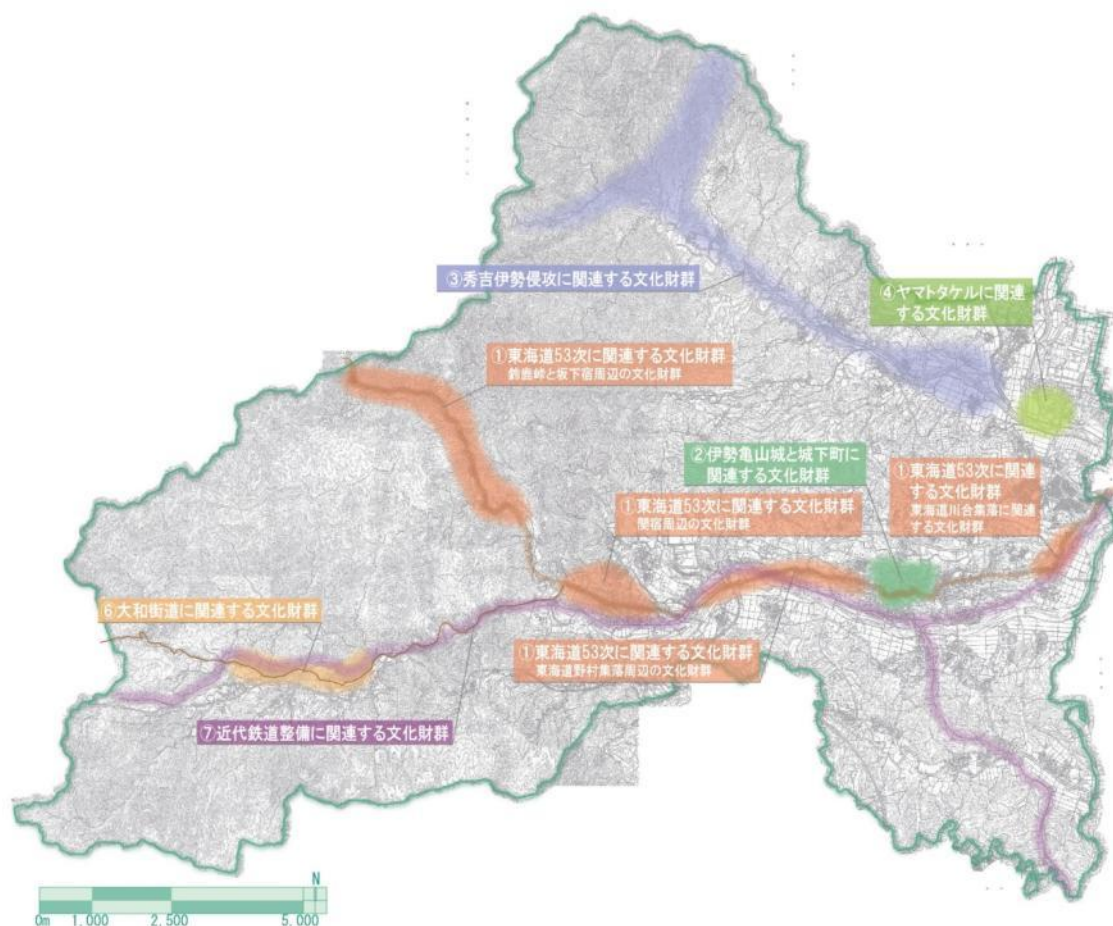 ③秀吉伊勢侵攻に関連する文化財群
④ヤマトタケルに関連
する文化財群
①東海道53次に関連する文化財群
鈴鹿峠と坂下宿周辺の文化財群
②伊勢亀山城と城下町に
関連する文化財群
①東海道53次に関連
する文化財群
東海道川合集落に関連
する文化財群
①東海道53次に関連する文化財群
関宿周辺の文化財群
⑥大和街道に関連する文化財群
①東海道53次に関連する文化財群
東海道野村集落周辺の文化財群
⑦近代鉄道整備に関連する文化財群
N
0m 1.000 2.500 5.000